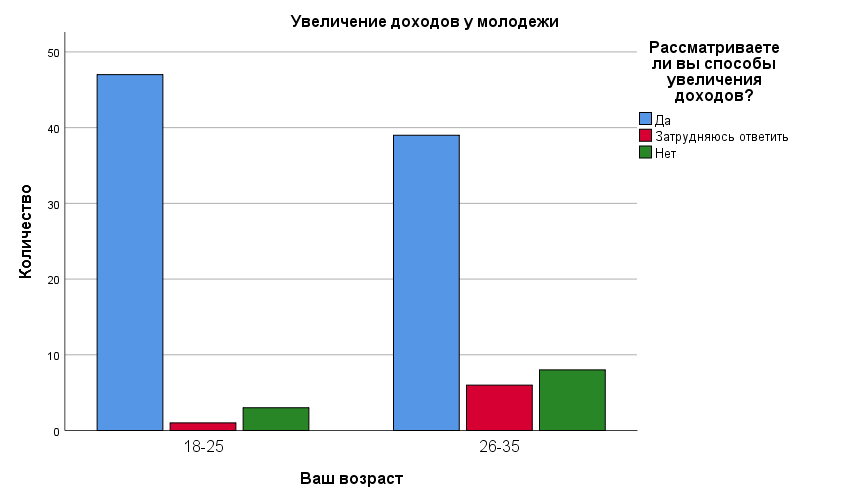 Увеличение доходов у молодежи
Рассматриваете
ли вы способы
увеличения
доходов?
Да
Затрудняюсь ответить
Нет
Количество
50
40
30
20
10
0
18-25
26-35
Ваш возраст